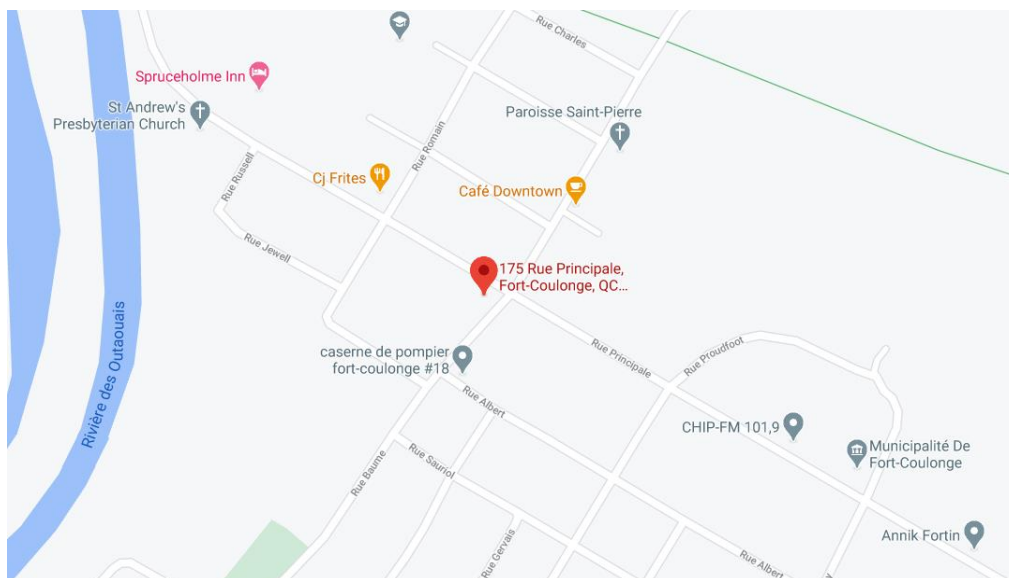 Rue Charles
Spruceholme Inn
St Andrew's
Presbyterian Church
Paroisse Saint-Pierre
Rue Romain
Rue Russell
Cj Frites
Café Downtown
Rue Jewell
175 Rue Principale,
Fort-Coulonge, QC...
Rivière des Outaouais
caserne de pompier
fort-coulonge #18
Rue Principale
Rue Proudfoot
Rue Albert
CHIP-FM 101,9
Municipalité De
Fort-Coulonge
Rue Baume
Rue Sauriol
Rue Gervais
Annik Fortin
Rue Albert